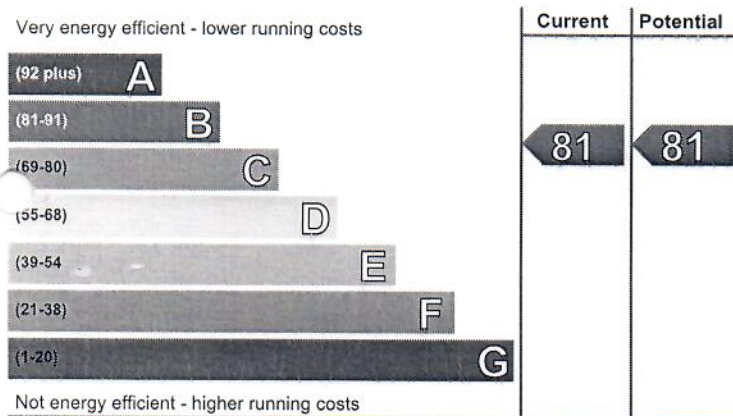 Very energy efficient - lower running costs
Current Potential
(92 plus) A
(81-91) B
81 81
(69-80) C
(55-68) D
(39-54 E
(21-38) F
(1-20) G
Not energy efficient - higher running costs